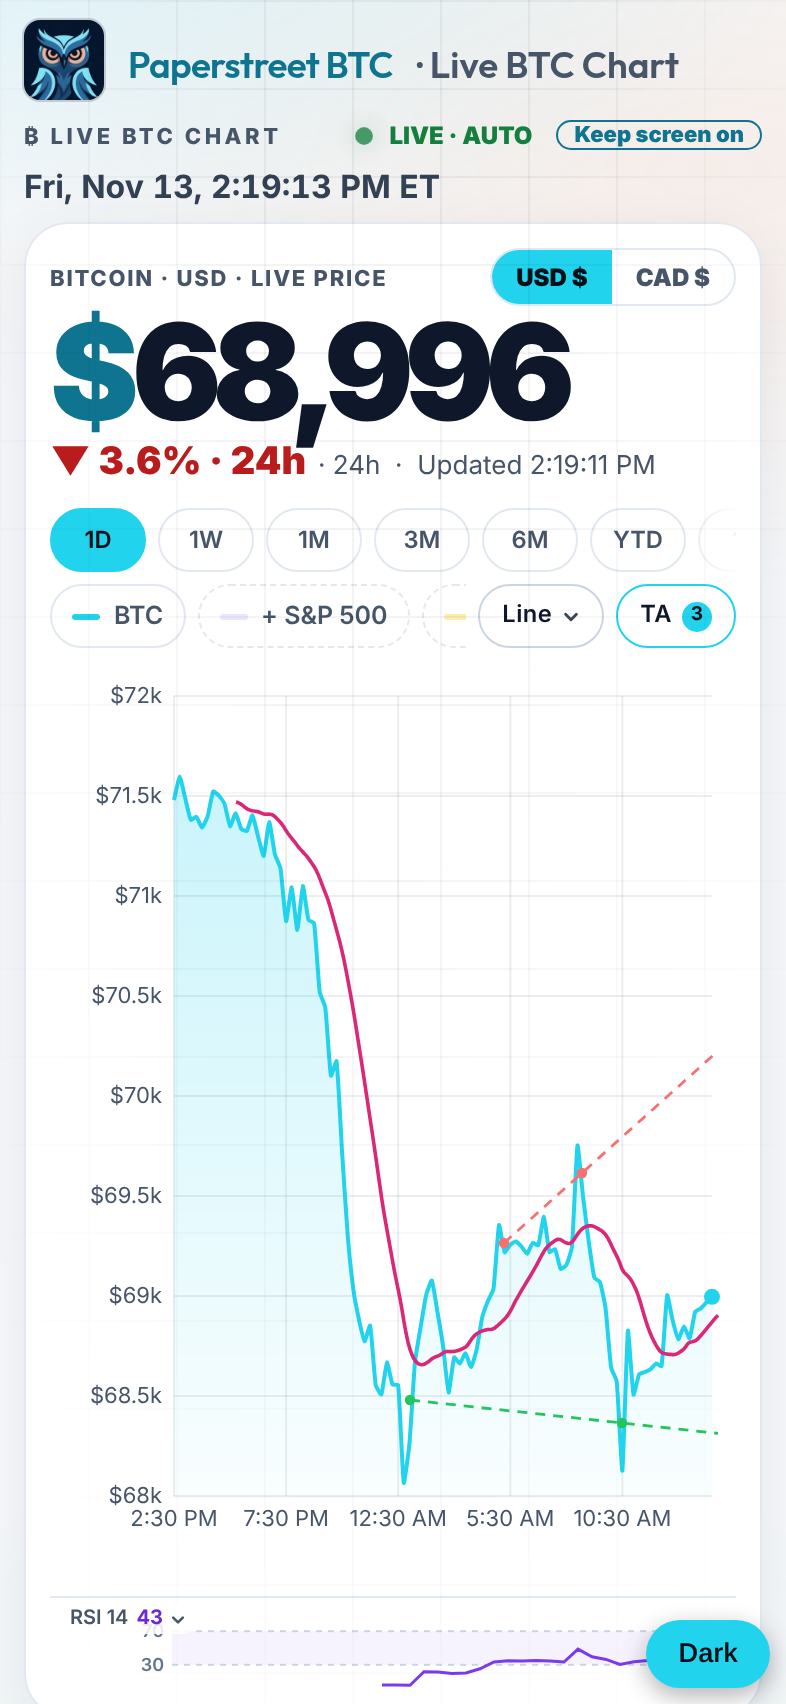 Paperstreet BTC · Live BTC Chart
₿ LIVE BTC CHART LIVE · AUTO Keep screen on
Fri, Nov 13, 2:19:13 PM ET
BITCOIN · USD · LIVE PRICE USD $ CAD $
$68,996
▼ 3.6% · 24h · 24h · Updated 2:19:11 PM
1D 1W 1M 3M 6M YTD
BTC + S&P 500 Line TA 3
$72k
$71.5k
$71k
$70.5k
$70k
$69.5k
$69k
$68.5k
$68k
2:30 PM 7:30 PM 12:30 AM 5:30 AM 10:30 AM
RSI 14 43
70
30
Dark